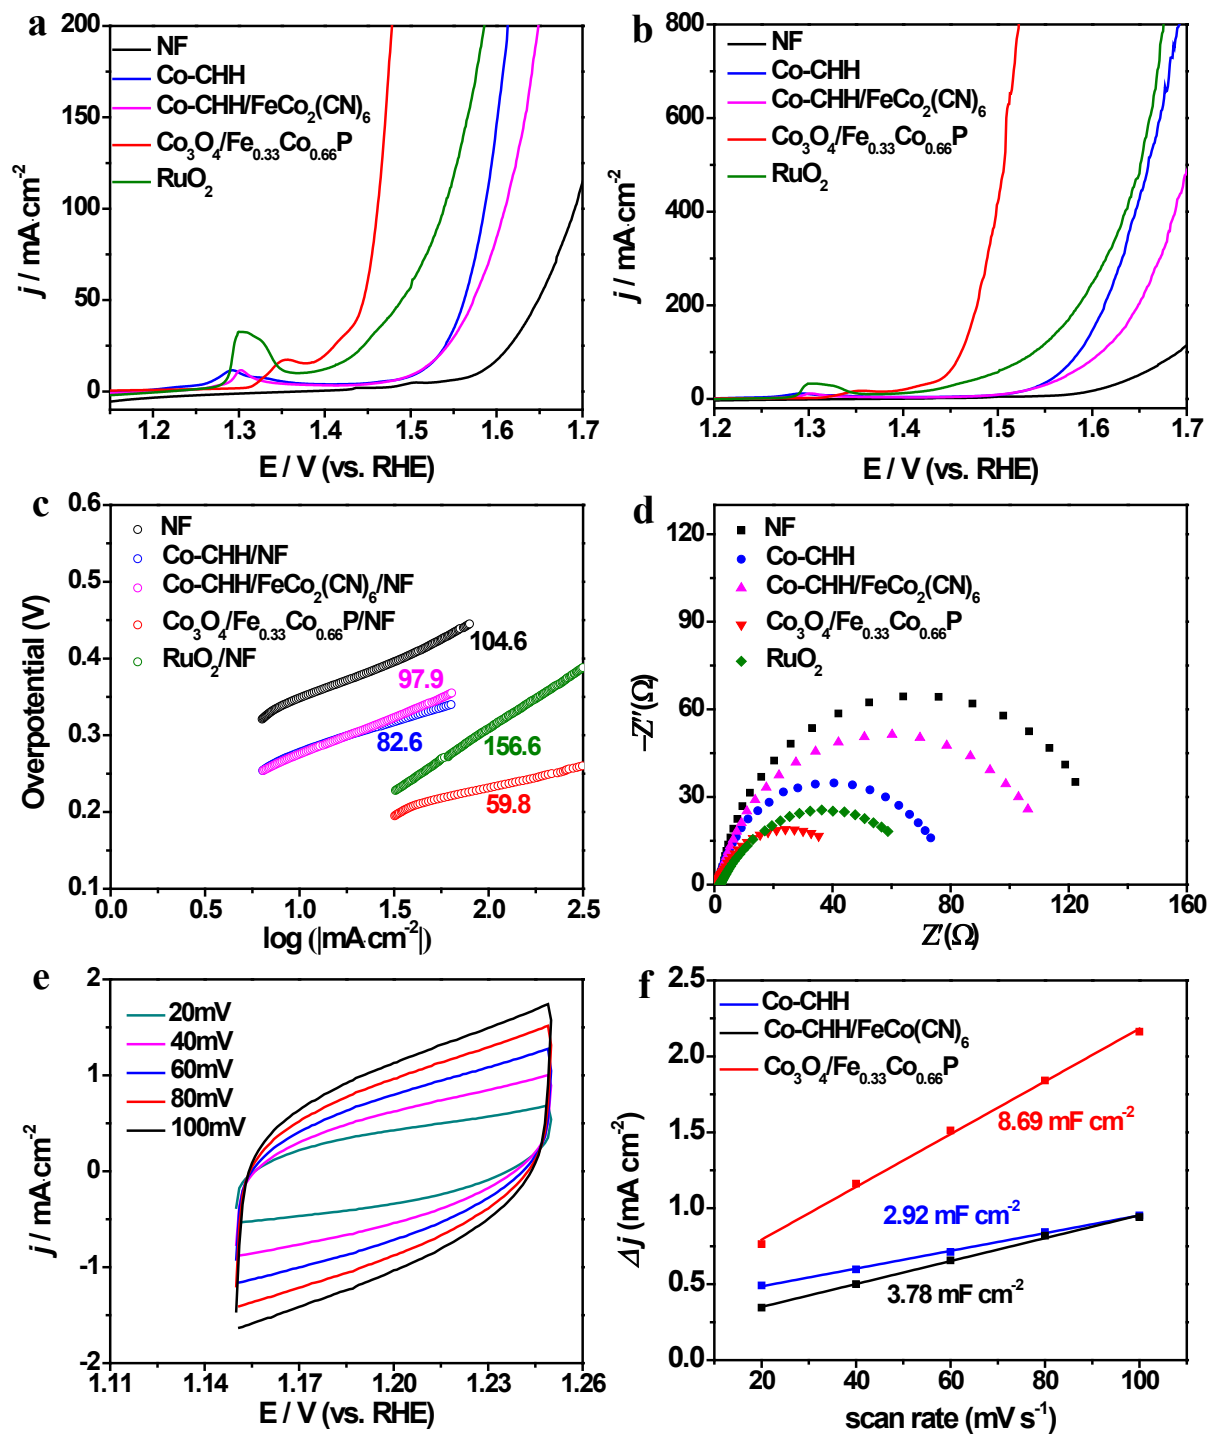 a
200
150
100
50
0
j / mA·cm⁻²
NF
Co-CHH
Co-CHH/FeCo₂(CN)₆
Co₃O₄/Fe₀.₃₃Co₀.₆₆P
RuO₂
1.2 1.3 1.4 1.5 1.6 1.7
E / V (vs. RHE)
b
800
600
400
200
0
j / mA·cm⁻²
NF
Co-CHH
Co-CHH/FeCo₂(CN)₆
Co₃O₄/Fe₀.₃₃Co₀.₆₆P
RuO₂
1.2 1.3 1.4 1.5 1.6 1.7
E / V (vs. RHE)
c
0.6
0.5
0.4
0.3
0.2
0.1
Overpotential (V)
NF
Co-CHH/NF
Co-CHH/FeCo₂(CN)₆/NF
Co₃O₄/Fe₀.₃₃Co₀.₆₆P/NF
RuO₂/NF
104.6
97.9
82.6
156.6
59.8
0.0 0.5 1.0 1.5 2.0 2.5
log (|mA·cm⁻²|)
d
120
90
60
30
0
−Z''(Ω)
NF
Co-CHH
Co-CHH/FeCo₂(CN)₆
Co₃O₄/Fe₀.₃₃Co₀.₆₆P
RuO₂
0 40 80 120 160
Z'(Ω)
e
2
1
0
-1
-2
j / mA·cm⁻²
20mV
40mV
60mV
80mV
100mV
1.11 1.14 1.17 1.20 1.23 1.26
E / V (vs. RHE)
f
2.5
2.0
1.5
1.0
0.5
0.0
Δj (mA cm⁻²)
Co-CHH
Co-CHH/FeCo(CN)₆
Co₃O₄/Fe₀.₃₃Co₀.₆₆P
8.69 mF cm⁻²
2.92 mF cm⁻²
3.78 mF cm⁻²
20 40 60 80 100
scan rate (mV s⁻¹)